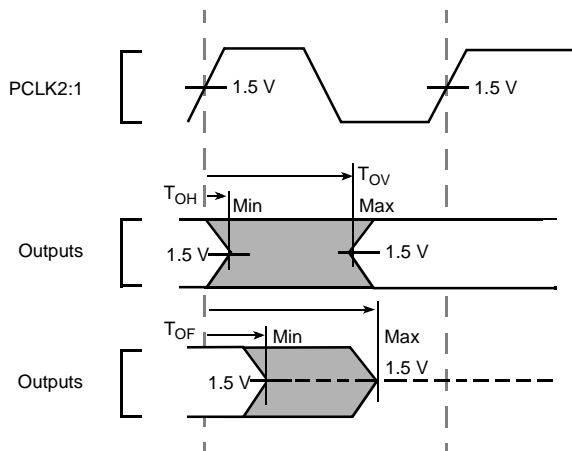 PCLK2:1
1.5 V
1.5 V
TOV
TOH
Min
Max
Outputs
1.5 V
1.5 V
TOF
Min
Max
Outputs
1.5 V
1.5 V